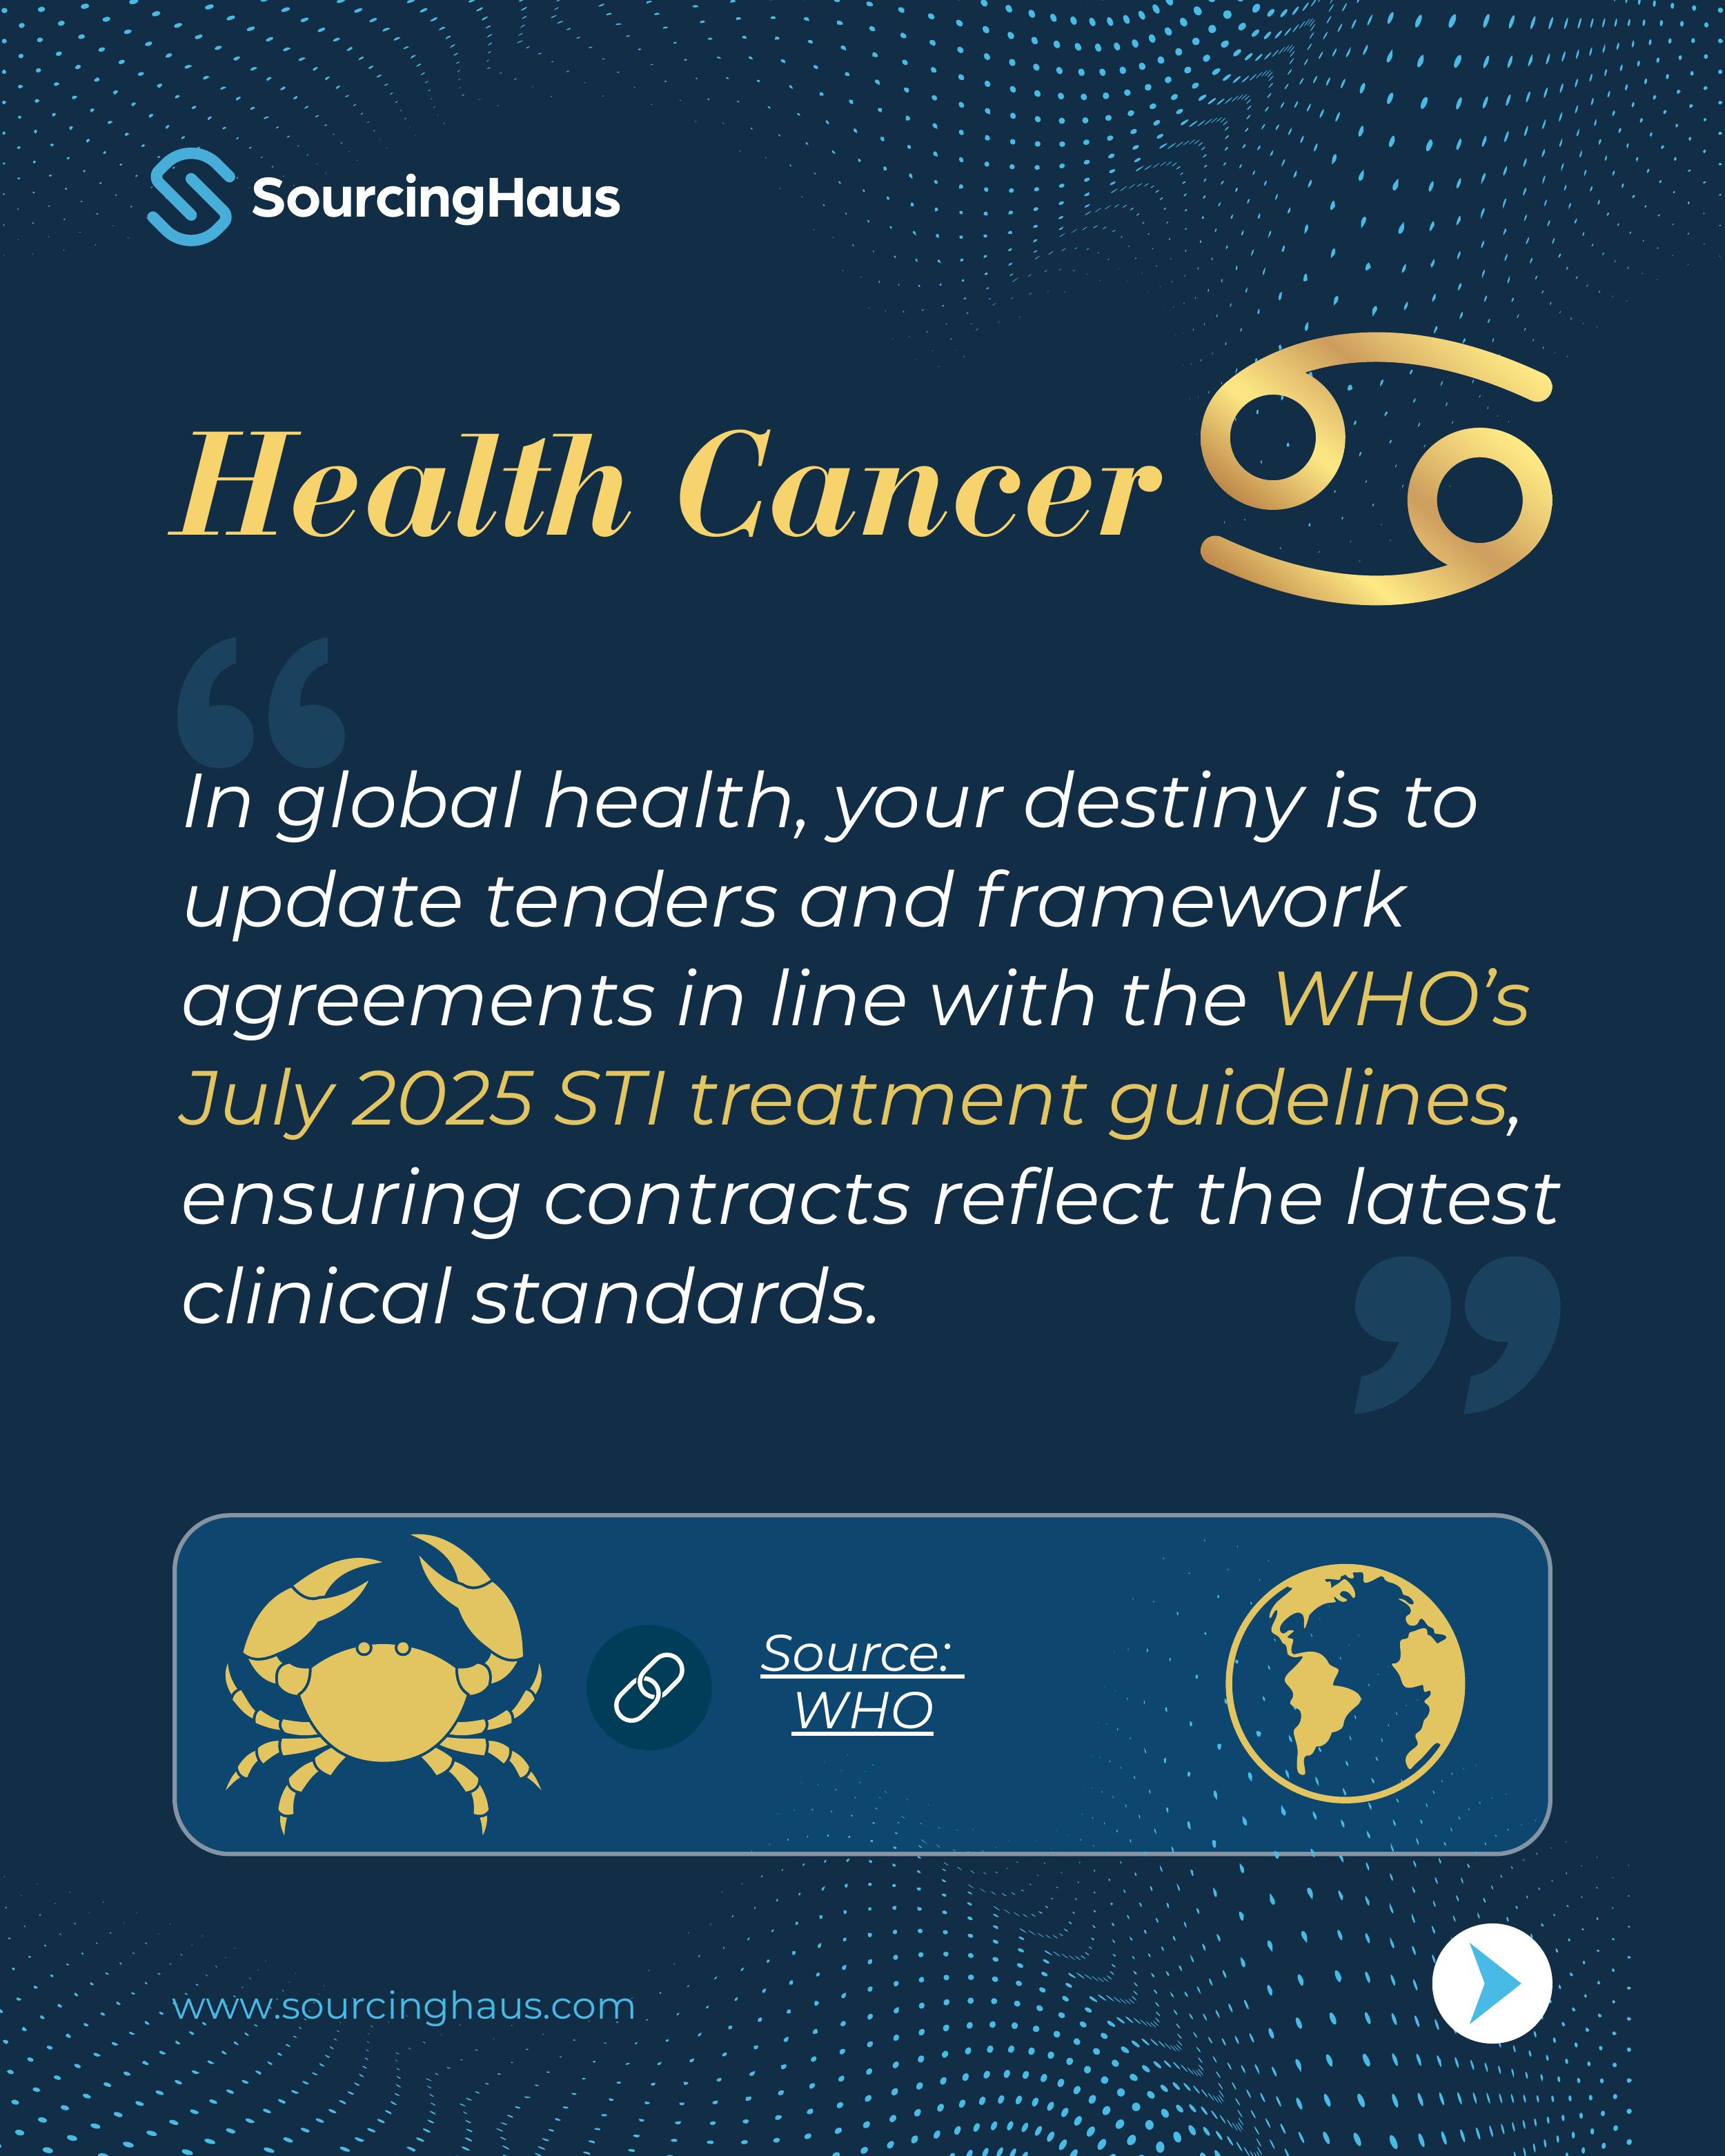 SourcingHaus
Health Cancer
“
In global health, your destiny is to
update tenders and framework
agreements in line with the WHO’s
July 2025 STI treatment guidelines,
ensuring contracts reflect the latest
clinical standards.
”
Source:
WHO
www.sourcinghaus.com